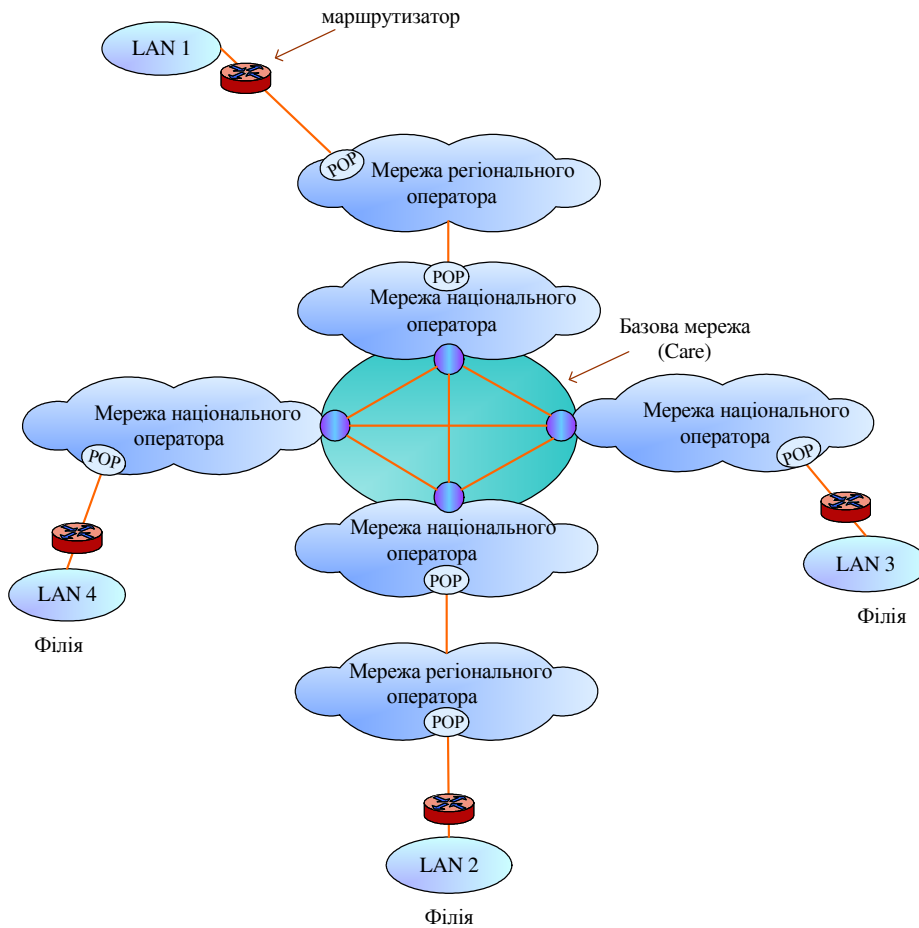 маршрутизатор
LAN 1
POP
Мережа регіонального
оператора
POP
Мережа національного
оператора
Базова мережа
(Care)
Мережа національного
оператора
POP
Мережа національного
оператора
POP
Мережа національного
оператора
POP
LAN 4
Філія
LAN 3
Філія
Мережа регіонального
оператора
POP
LAN 2
Філія